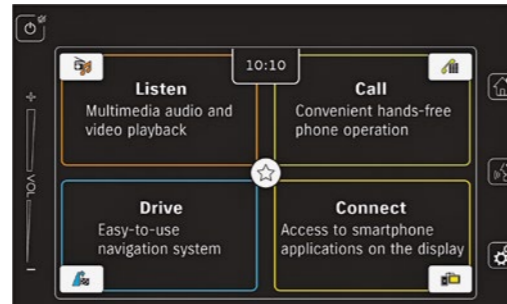 10:10
Listen
Multimedia audio and
video playback
Call
Convenient hands-free
phone operation
Drive
Easy-to-use
navigation system
Connect
Access to smartphone
applications on the display
+
VOL
−